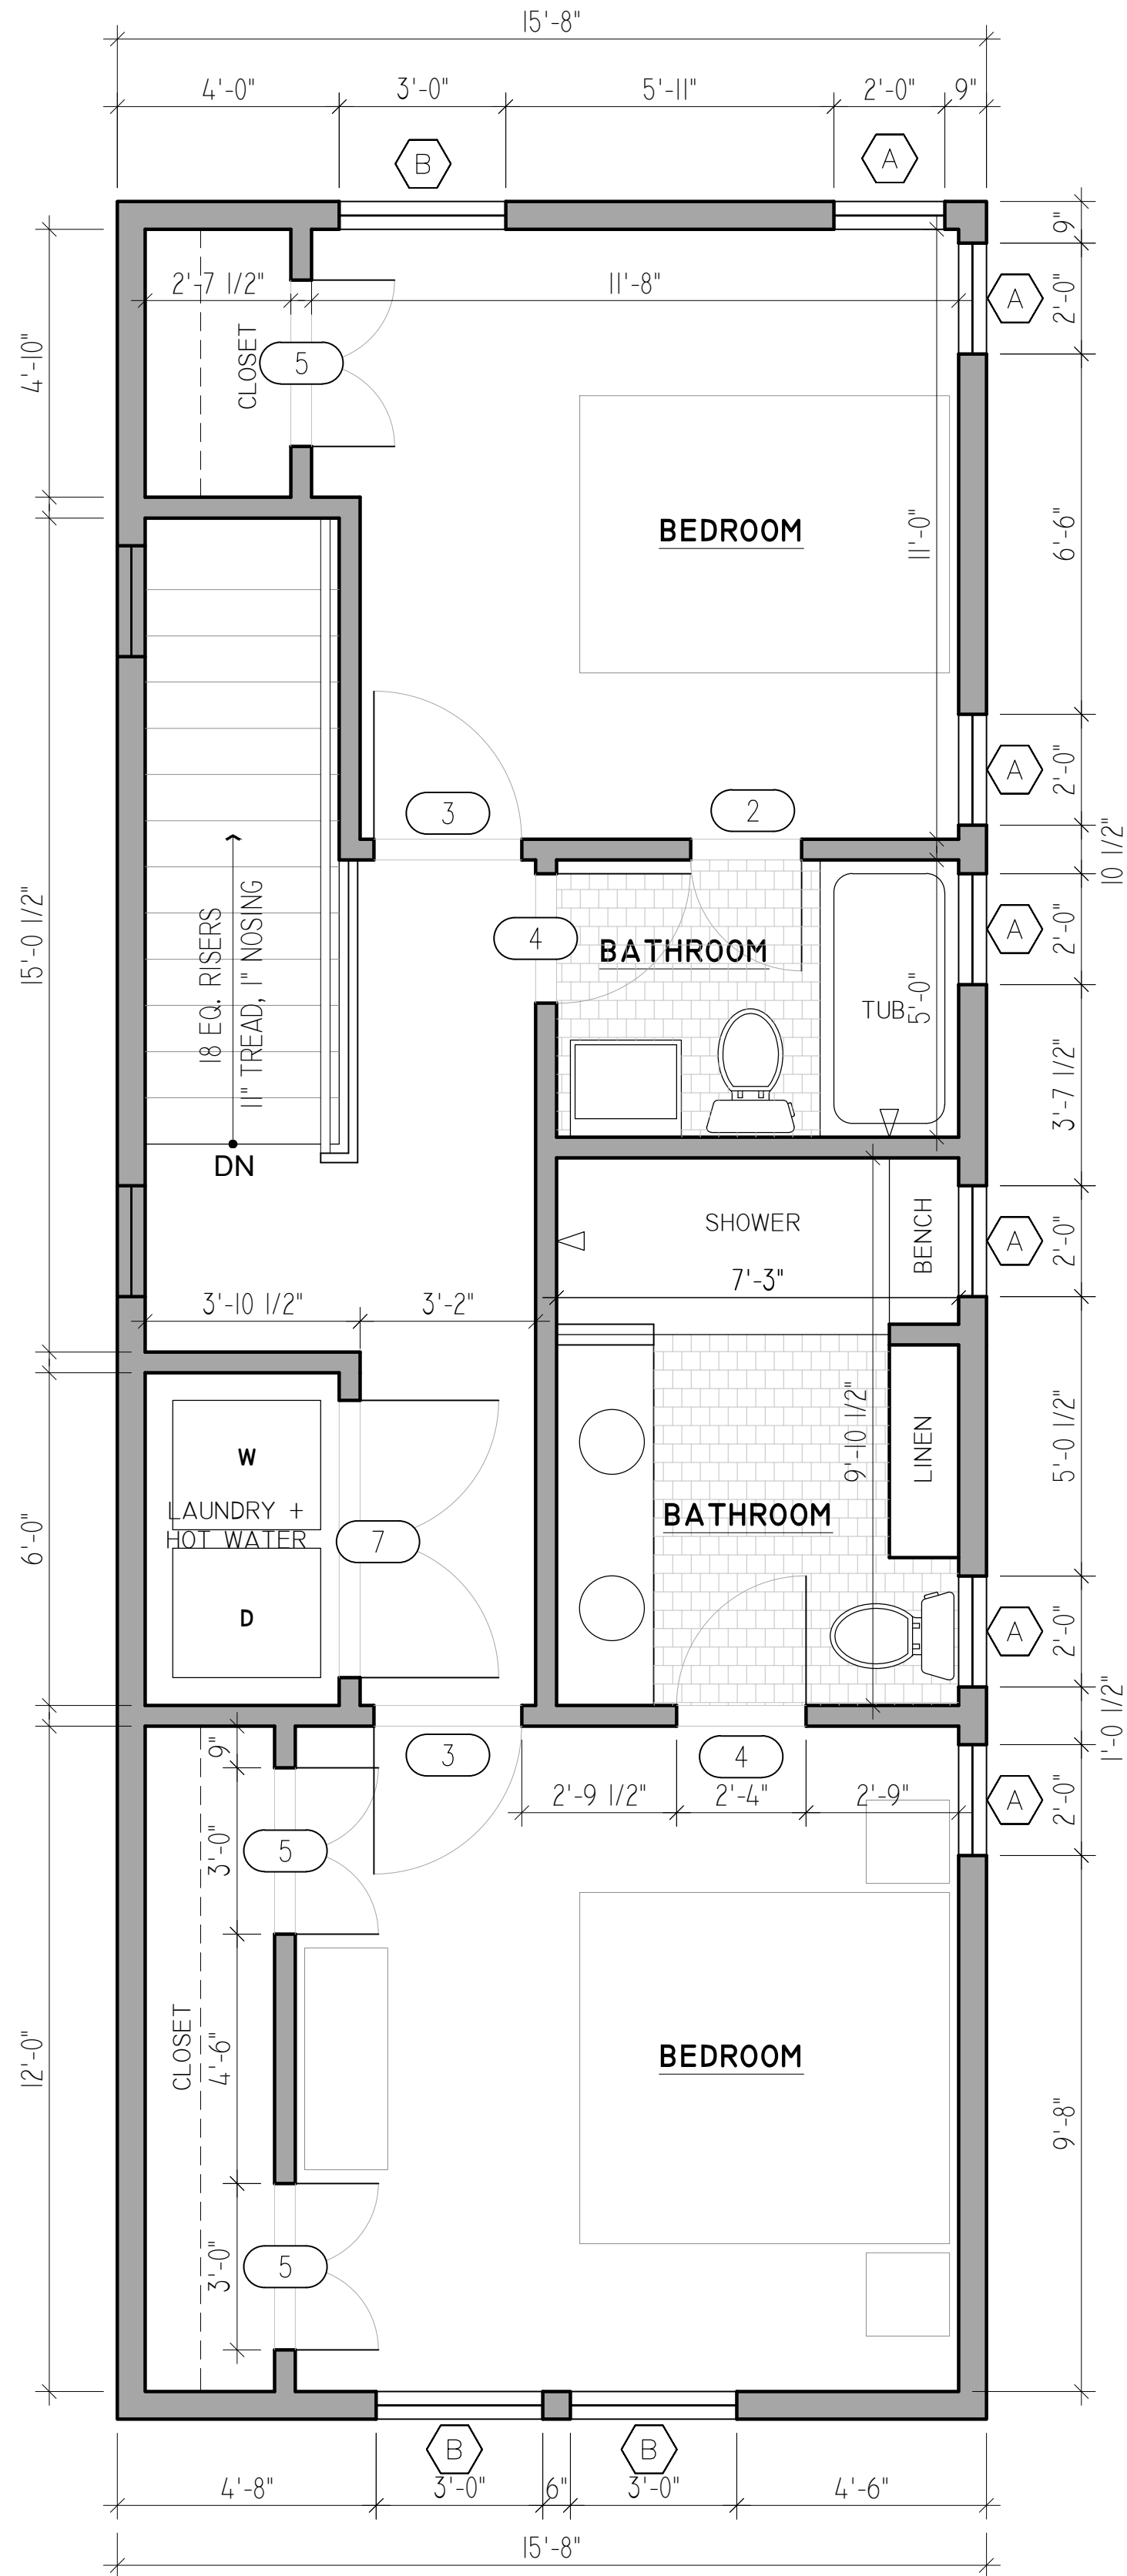 15'-8"
4'-0" 3'-0" 5'-11" 2'-0" 9"
B A
9"
2'-7 1/2" 11'-8"
A 2'-0"
4'-10"
CLOSET
5
BEDROOM
11'-0"
6'-6"
3 2
A 2'-0"
10 1/2"
15'-0 1/2"
18 EQ. RISERS
11" TREAD, 1" NOSING
4
BATHROOM
A 2'-0"
TUB
5'-0"
3'-7 1/2"
DN
SHOWER
BENCH
A 2'-0"
7'-3"
3'-10 1/2" 3'-2"
9'-10 1/2"
LINEN
5'-0 1/2"
W
LAUNDRY +
HOT WATER
BATHROOM
7
6'-0"
D
A 2'-0"
1'-0 1/2"
9"
3 4
2'-9 1/2" 2'-4" 2'-9"
A 2'-0"
5
3'-0"
CLOSET
4'-6"
BEDROOM
12'-0"
9'-8"
5
3'-0"
B B
4'-8" 3'-0" 6" 3'-0" 4'-6"
15'-8"